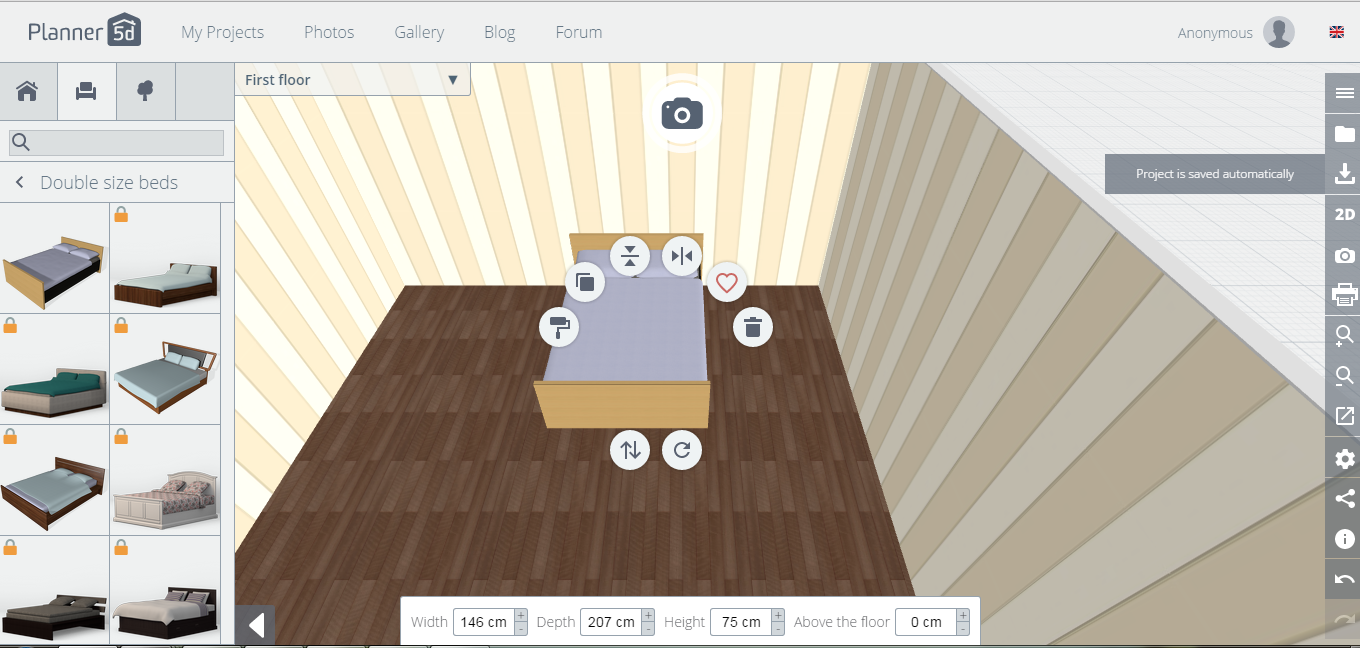 Planner 5d
My Projects
Photos
Gallery
Blog
Forum
Anonymous
First floor ▼
Project is saved automatically
Double size beds
2D
Width 146 cm + -
Depth 207 cm + -
Height 75 cm + -
Above the floor 0 cm + -